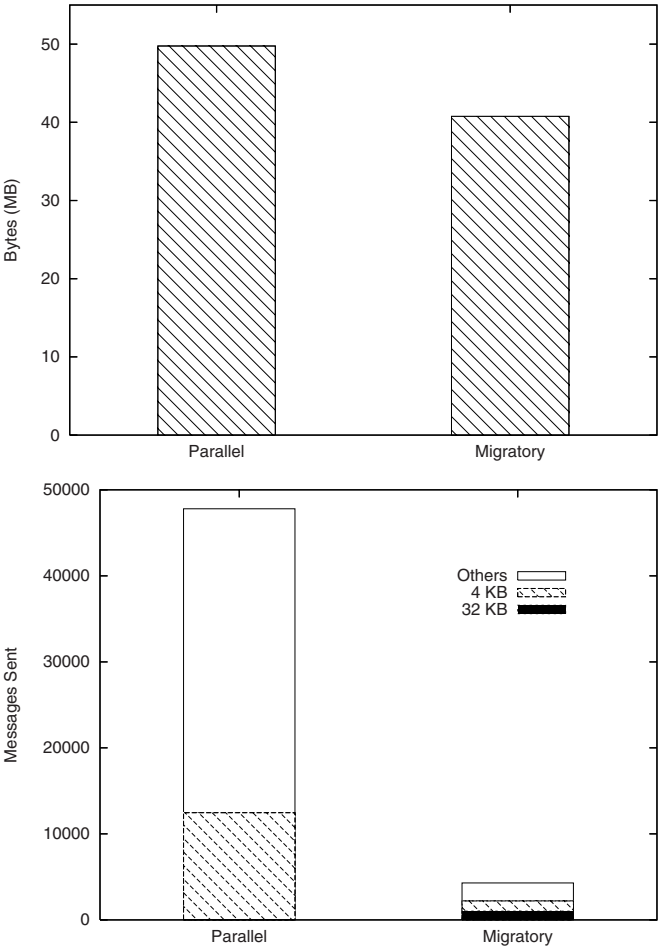 50
40
30
20
10
0
Bytes (MB)
Parallel
Migratory
50000
40000
30000
20000
10000
0
Messages Sent
Others
4 KB
32 KB
Parallel
Migratory